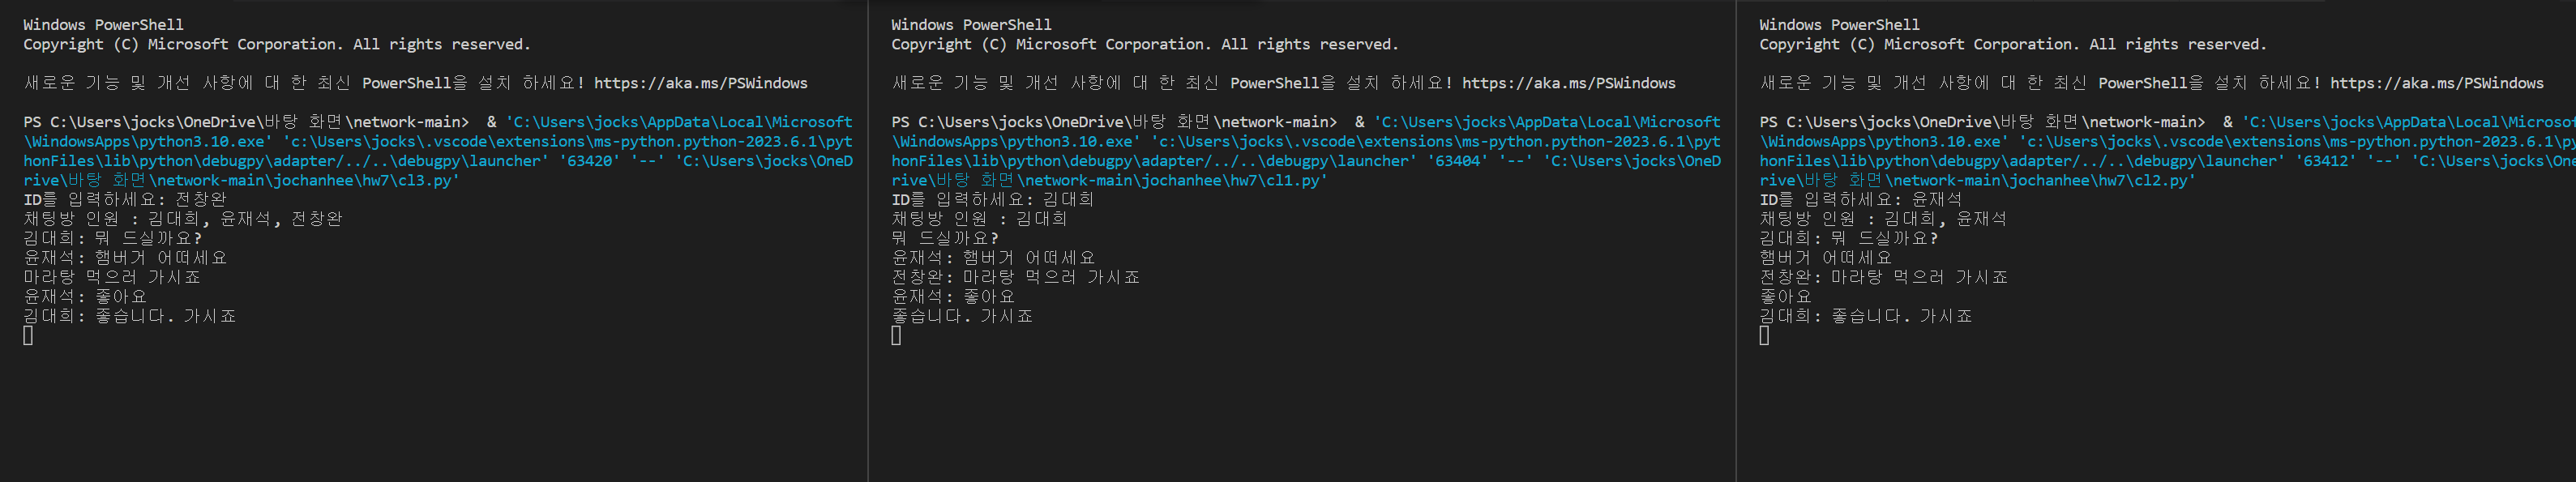 Windows PowerShell
Copyright (C) Microsoft Corporation. All rights reserved.
새로운 기능 및 개선 사항에 대 한 최신 PowerShell을 설치 하세요! https://aka.ms/PSWindows
PS C:\Users\jocks\OneDrive\바탕 화면\network-main>  & 'C:\Users\jocks\AppData\Local\Microsoft
\WindowsApps\python3.10.exe' 'c:\Users\jocks\.vscode\extensions\ms-python.python-2023.6.1\pyt
honFiles\lib\python\debugpy\adapter/../..\debugpy\launcher' '63420' '--' 'C:\Users\jocks\OneD
rive\바탕 화면\network-main\jochanhee\hw7\cl3.py'
ID를 입력하세요: 전창완
채팅방 인원 : 김대희, 윤재석, 전창완
김대희: 뭐 드실까요?
윤재석: 햄버거 어떠세요
마라탕 먹으러 가시죠
윤재석: 좋아요
김대희: 좋습니다. 가시죠
Windows PowerShell
Copyright (C) Microsoft Corporation. All rights reserved.
새로운 기능 및 개선 사항에 대 한 최신 PowerShell을 설치 하세요! https://aka.ms/PSWindows
PS C:\Users\jocks\OneDrive\바탕 화면\network-main>  & 'C:\Users\jocks\AppData\Local\Microsoft
\WindowsApps\python3.10.exe' 'c:\Users\jocks\.vscode\extensions\ms-python.python-2023.6.1\pyt
honFiles\lib\python\debugpy\adapter/../..\debugpy\launcher' '63404' '--' 'C:\Users\jocks\OneD
rive\바탕 화면\network-main\jochanhee\hw7\cl1.py'
ID를 입력하세요: 김대희
채팅방 인원 : 김대희
뭐 드실까요?
윤재석: 햄버거 어떠세요
전창완: 마라탕 먹으러 가시죠
윤재석: 좋아요
좋습니다. 가시죠
Windows PowerShell
Copyright (C) Microsoft Corporation. All rights reserved.
새로운 기능 및 개선 사항에 대 한 최신 PowerShell을 설치 하세요! https://aka.ms/PSWindows
PS C:\Users\jocks\OneDrive\바탕 화면\network-main>  & 'C:\Users\jocks\AppData\Local\Microsof
\WindowsApps\python3.10.exe' 'c:\Users\jocks\.vscode\extensions\ms-python.python-2023.6.1\py
honFiles\lib\python\debugpy\adapter/../..\debugpy\launcher' '63412' '--' 'C:\Users\jocks\One
rive\바탕 화면\network-main\jochanhee\hw7\cl2.py'
ID를 입력하세요: 윤재석
채팅방 인원 : 김대희, 윤재석
김대희: 뭐 드실까요?
햄버거 어떠세요
전창완: 마라탕 먹으러 가시죠
좋아요
김대희: 좋습니다. 가시죠